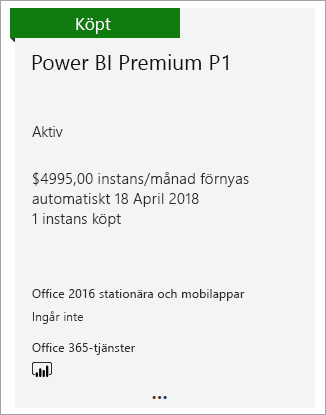 Köpt
Power BI Premium P1
Aktiv
$4995,00 instans/månad förnyas
automatiskt 18 April 2018
1 instans köpt
Office 2016 stationära och mobilappar
Ingår inte
Office 365-tjänster